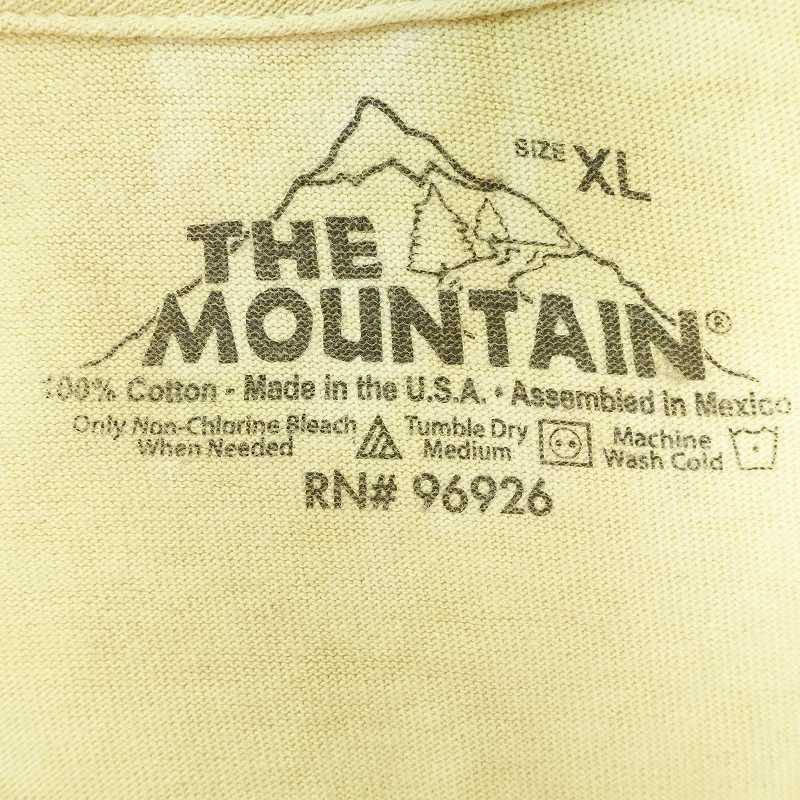 SIZE XL
THE
MOUNTAIN®
100% Cotton - Made in the U.S.A. • Assembled in Mexico
Only Non-Chlorine Bleach
When Needed
Tumble Dry
Medium
Machine
Wash Cold
RN# 96926